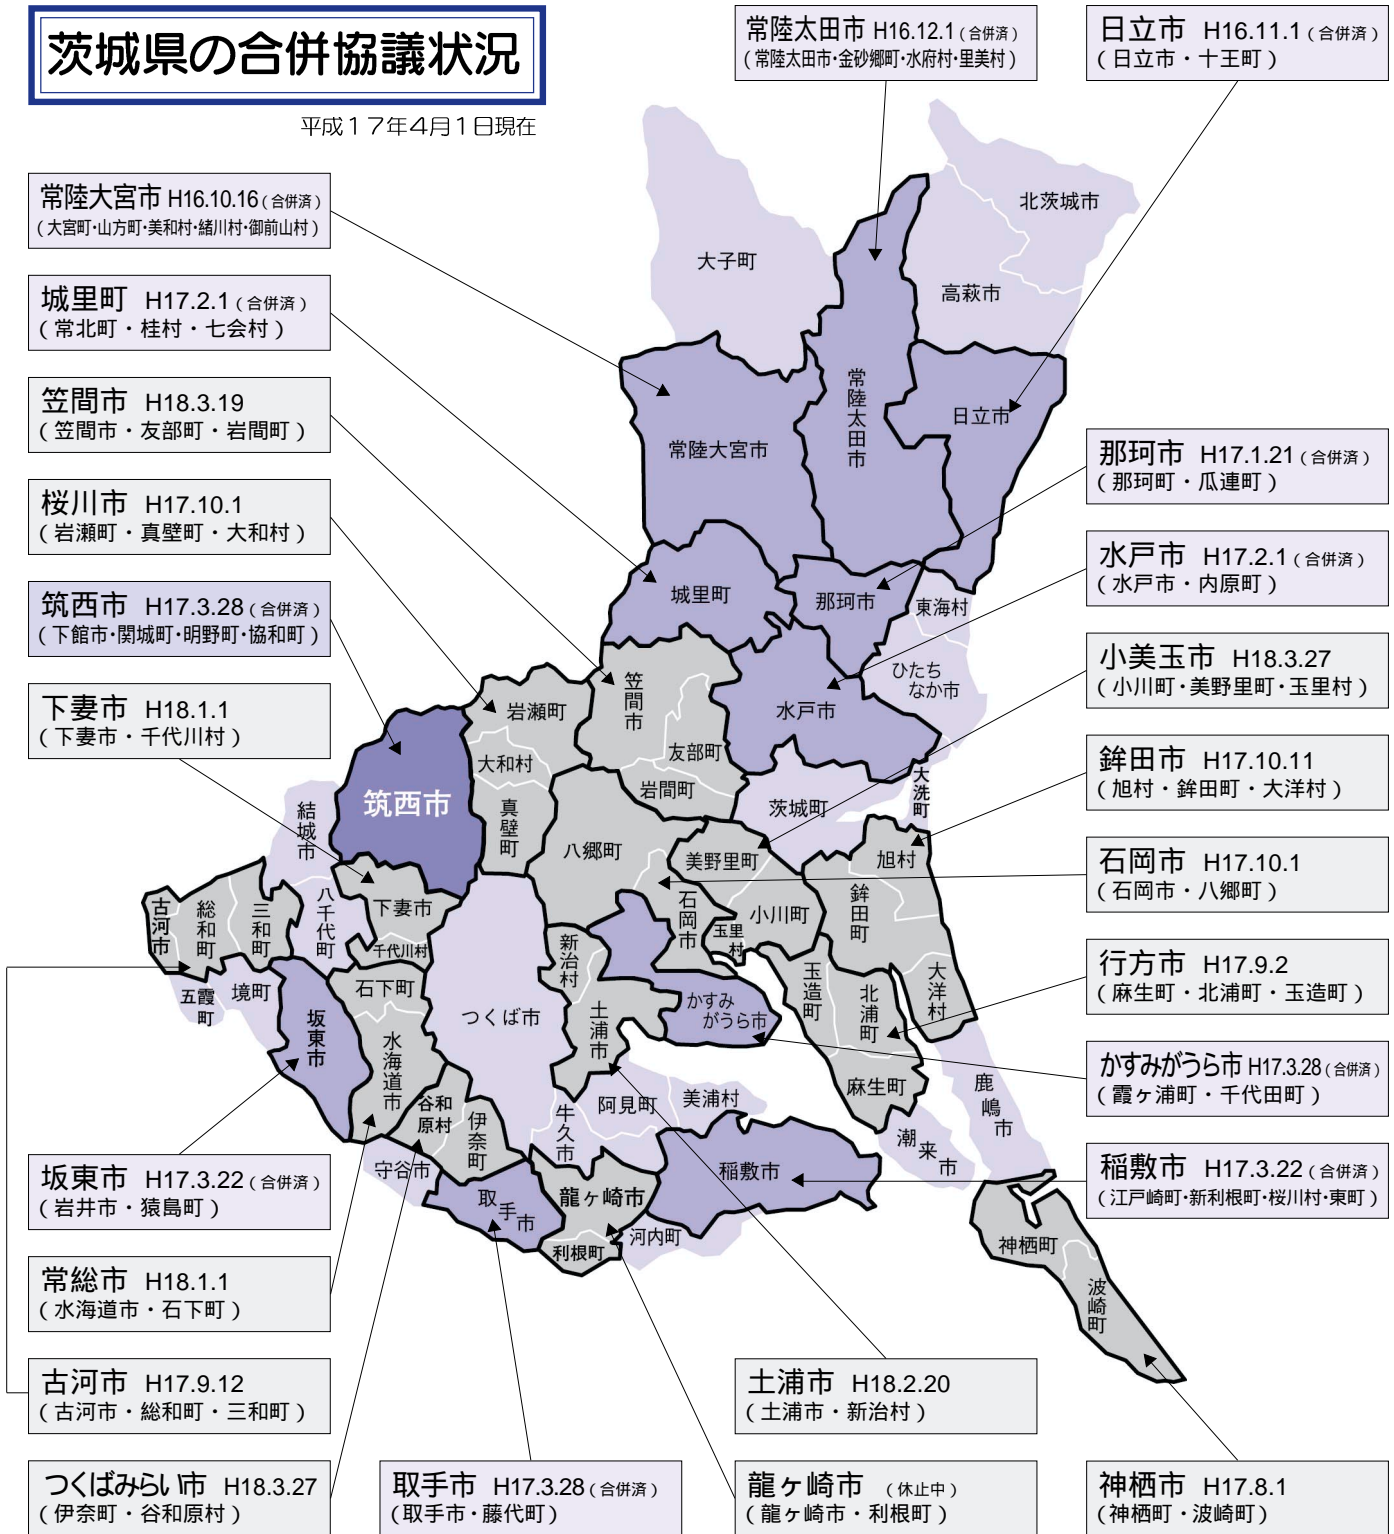 茨城県の合併協議状況
平成17年4月1日現在
常陸太田市 H16.12.1(合併済)
(常陸太田市・金砂郷町・水府村・里美村)
日立市 H16.11.1(合併済)
(日立市・十王町)
常陸大宮市 H16.10.16(合併済)
(大宮町・山方町・美和村・緒川村・御前山村)
城里町 H17.2.1(合併済)
(常北町・桂村・七会村)
笠間市 H18.3.19
(笠間市・友部町・岩間町)
桜川市 H17.10.1
(岩瀬町・真壁町・大和村)
筑西市 H17.3.28(合併済)
(下館市・関城町・明野町・協和町)
下妻市 H18.1.1
(下妻市・千代川村)
那珂市 H17.1.21(合併済)
(那珂町・瓜連町)
水戸市 H17.2.1(合併済)
(水戸市・内原町)
小美玉市 H18.3.27
(小川町・美野里町・玉里村)
鉾田市 H17.10.11
(旭村・鉾田町・大洋村)
石岡市 H17.10.1
(石岡市・八郷町)
行方市 H17.9.2
(麻生町・北浦町・玉造町)
かすみがうら市 H17.3.28(合併済)
(霞ヶ浦町・千代田町)
稲敷市 H17.3.22(合併済)
(江戸崎町・新利根町・桜川村・東町)
坂東市 H17.3.22(合併済)
(岩井市・猿島町)
常総市 H18.1.1
(水海道市・石下町)
古河市 H17.9.12
(古河市・総和町・三和町)
つくばみらい市 H18.3.27
(伊奈町・谷和原村)
取手市 H17.3.28(合併済)
(取手市・藤代町)
土浦市 H18.2.20
(土浦市・新治村)
龍ヶ崎市 (休止中)
(龍ヶ崎市・利根町)
神栖市 H17.8.1
(神栖町・波崎町)
北茨城市
大子町
高萩市
常陸太田市
日立市
常陸大宮市
城里町
那珂市
東海村
ひたち
なか市
笠間市
水戸市
岩瀬町
友部町
大和村
岩間町
茨城町
大洗町
筑西市
真壁町
結城市
八郷町
美野里町
旭村
鉾田町
下妻市
古河市
総和町
三和町
八千代町
石岡市
小川町
玉里村
千代川村
新治村
玉造町
北浦町
大洋村
五霞町
境町
石下町
かすみ
がうら市
つくば市
土浦市
坂東市
水海道市
麻生町
鹿嶋市
谷和
原村
伊奈町
牛久市
阿見町
美浦村
潮来市
守谷市
稲敷市
取手市
龍ヶ崎市
河内町
利根町
神栖町
波崎町